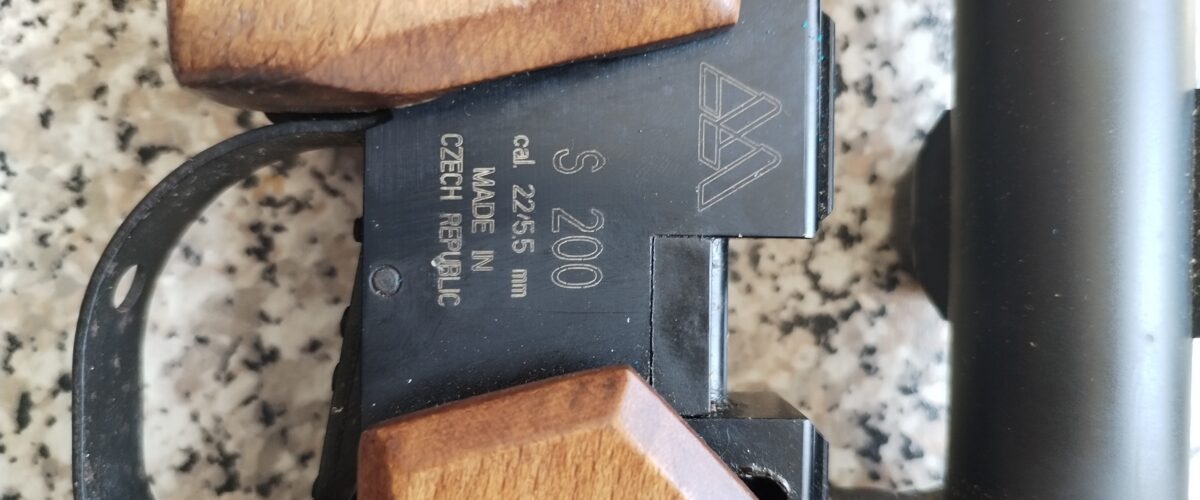 S 200
cal. 22/5,5 mm
MADE IN
CZECH REPUBLIC